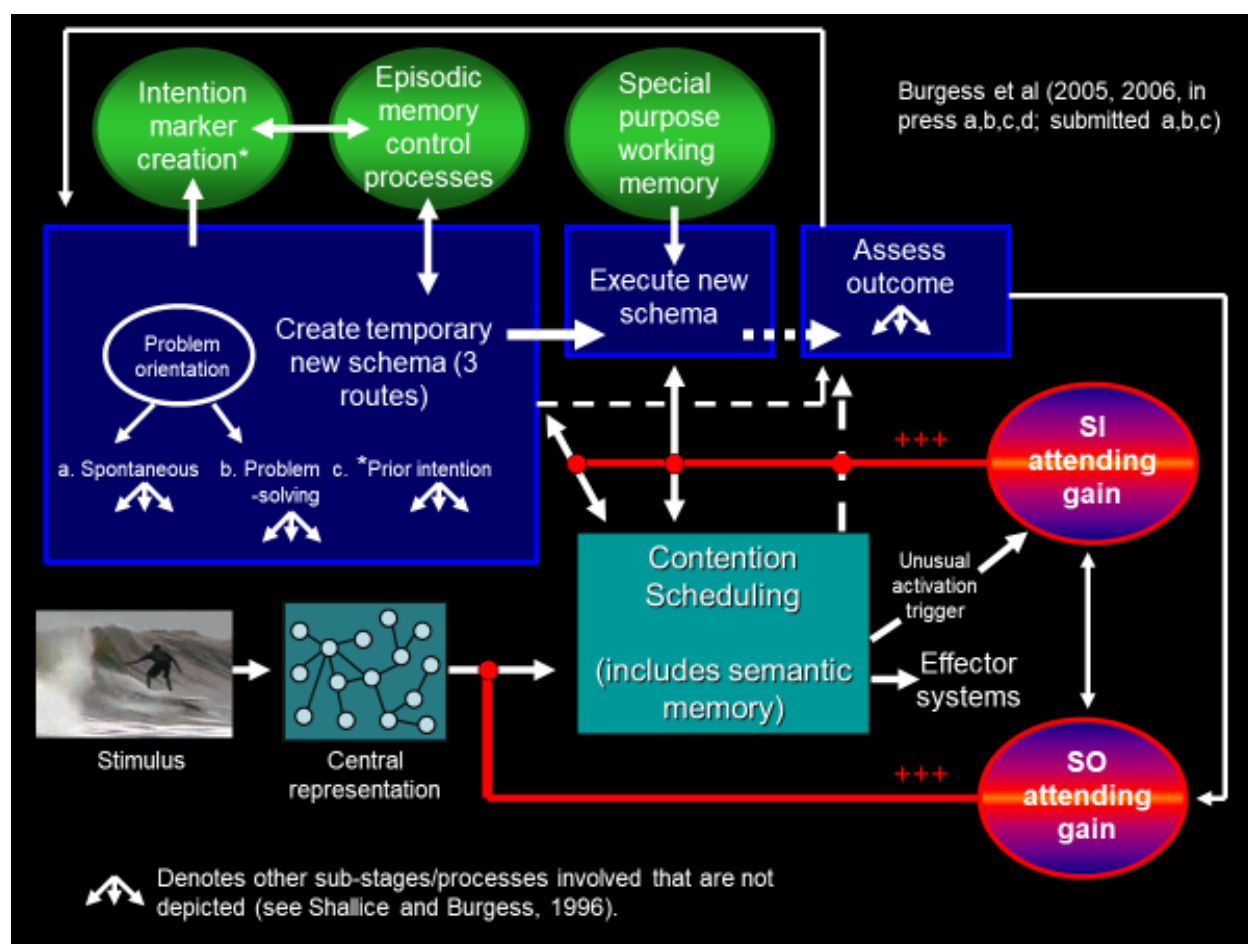 Intention
marker
creation*
Episodic
memory
control
processes
Special
purpose
working
memory
Burgess et al (2005, 2006, in
press a,b,c,d; submitted a,b,c)
Problem
orientation
Create temporary
new schema (3
routes)
Execute new
schema
Assess
outcome
a. Spontaneous
b. Problem
-solving
c. *Prior intention
+++
SI
attending
gain
Contention
Scheduling
(includes semantic
memory)
Unusual
activation
trigger
Effector
systems
Stimulus
Central
representation
+++
SO
attending
gain
Denotes other sub-stages/processes involved that are not
depicted (see Shallice and Burgess, 1996).